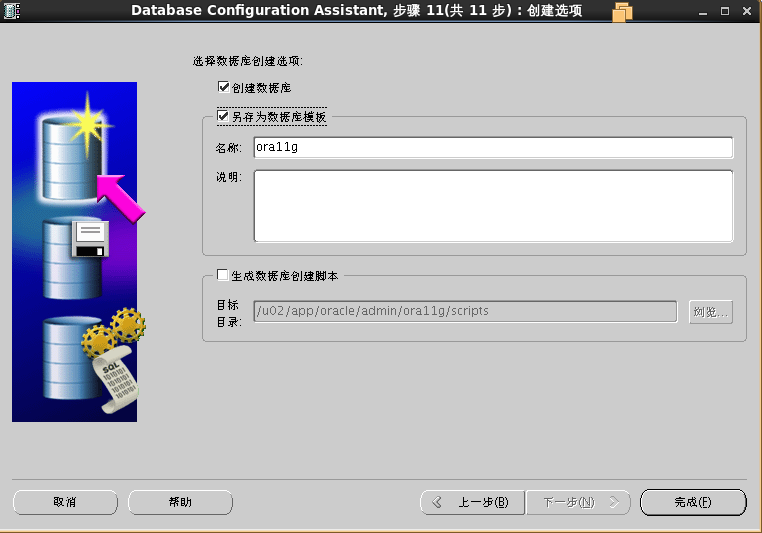 Database Configuration Assistant, 步骤 11(共 11 步) : 创建选项
选择数据库创建选项:
创建数据库
另存为数据库模板
名称: ora11g
说明:
生成数据库创建脚本
目标
目录: /u02/app/oracle/admin/ora11g/scripts 浏览...
SQL
取消 帮助 上一步(B) 下一步(N) 完成(F)